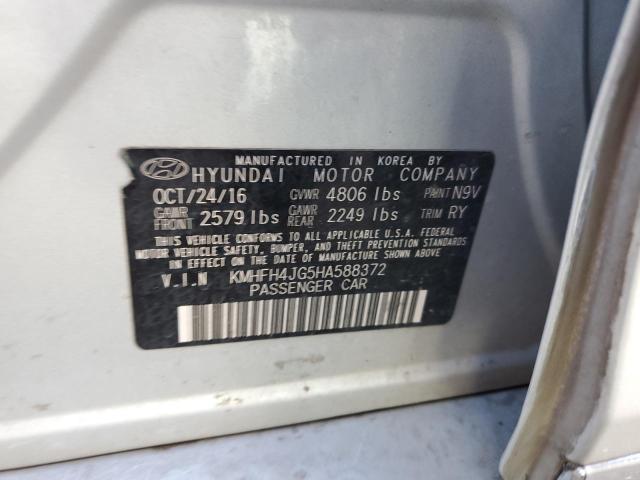 MANUFACTURED IN KOREA BY
HYUNDAI MOTOR COMPANY
OCT/24/16 GVWR 4806 lbs PAINT N9V
GAWR FRONT 2579 lbs GAWR REAR 2249 lbs TRIM RY
THIS VEHICLE CONFORMS TO ALL APPLICABLE U.S.A. FEDERAL
MOTOR VEHICLE SAFETY, BUMPER, AND THEFT PREVENTION STANDARDS
IN EFFECT ON THE DATE OF MANUFACTURE SHOWN ABOVE.
V.I.N KMHFH4JG5HA588372
PASSENGER CAR